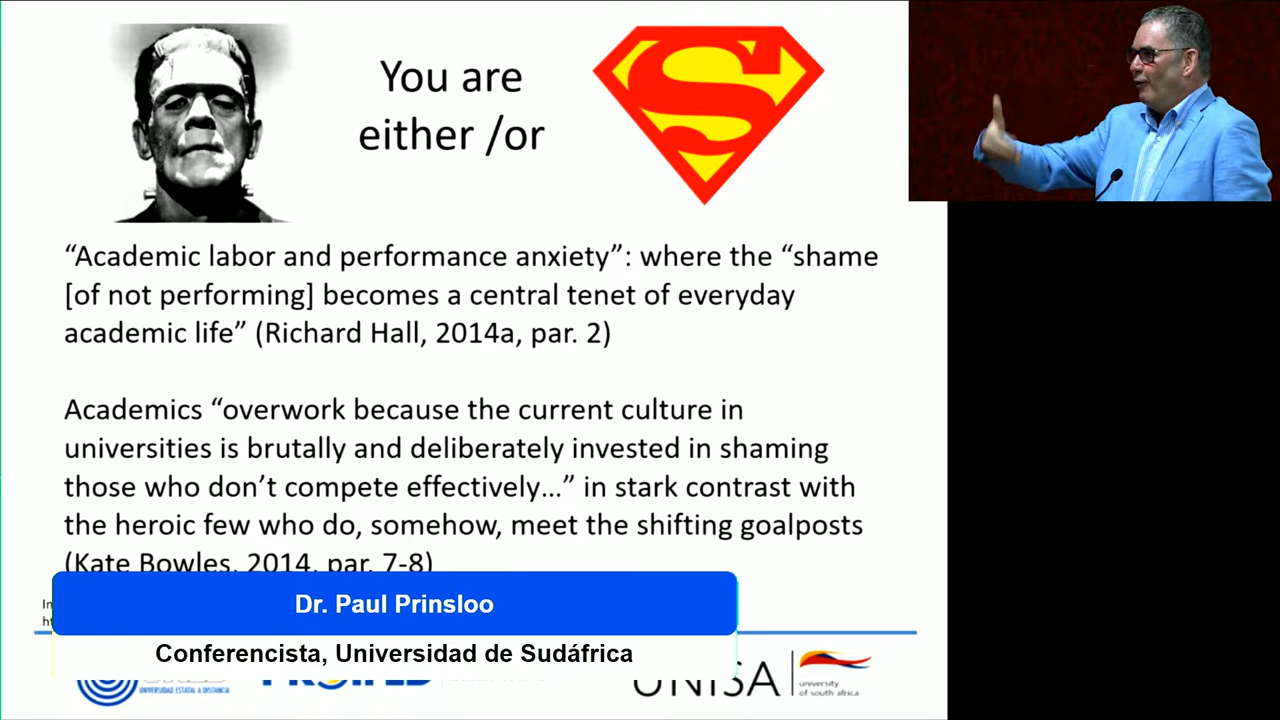 You are
either /or
S
“Academic labor and performance anxiety”: where the “shame
[of not performing] becomes a central tenet of everyday
academic life” (Richard Hall, 2014a, par. 2)
Academics “overwork because the current culture in
universities is brutally and deliberately invested in shaming
those who don’t compete effectively...” in stark contrast with
the heroic few who do, somehow, meet the shifting goalposts
(Kate Bowles, 2014, par. 7-8)
Dr. Paul Prinsloo
Conferencista, Universidad de Sudáfrica
UNIVERSIDAD ESTATAL A DISTANCIA
UNISA
university
of south africa